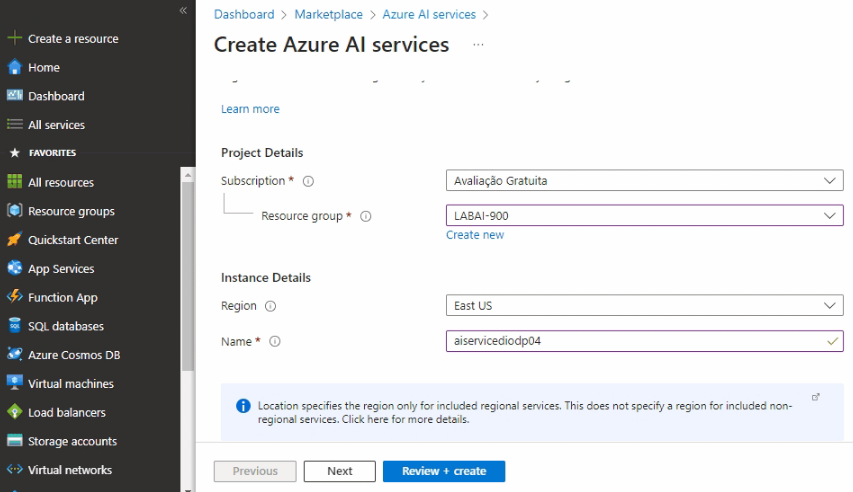 «
Create a resource
Home
Dashboard
All services
FAVORITES
All resources
Resource groups
Quickstart Center
App Services
Function App
SQL databases
Azure Cosmos DB
Virtual machines
Load balancers
Storage accounts
Virtual networks
Dashboard > Marketplace > Azure AI services >
Create Azure AI services ...
Learn more
Project Details
Subscription * Avaliação Gratuita
Resource group * LABAI-900
Create new
Instance Details
Region East US
Name * aiservicediodp04
Location specifies the region only for included regional services. This does not specify a region for included non-
regional services. Click here for more details.
Previous Next Review + create